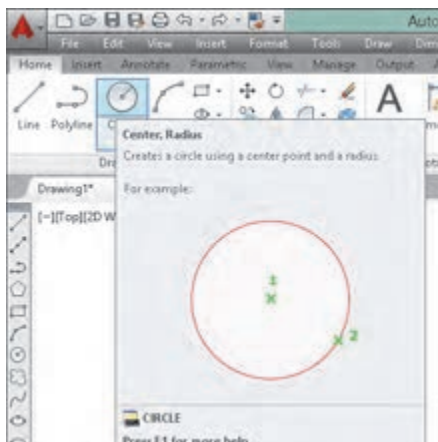 Auto
File Edit View Insert Format Tools Draw Dim
Home Insert Annotate Parametric View Manage Output
A
Line Polyline
Center, Radius
Creates a circle using a center point and a radius.
Drawing1*
For example:
[−][Top][2D W
1
2
CIRCLE
Press F1 for more help